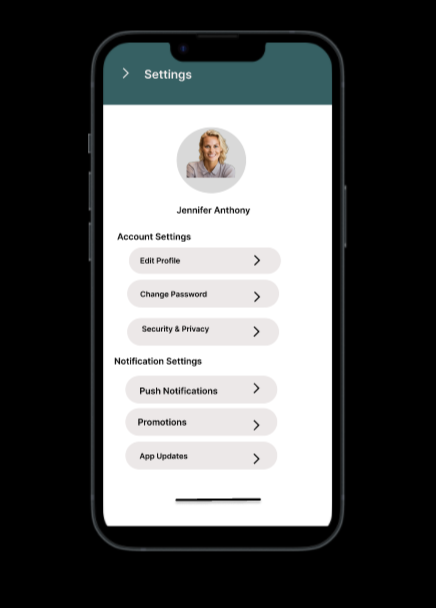 Settings
Jennifer Anthony
Account Settings
Edit Profile
Change Password
Security & Privacy
Notification Settings
Push Notifications
Promotions
App Updates